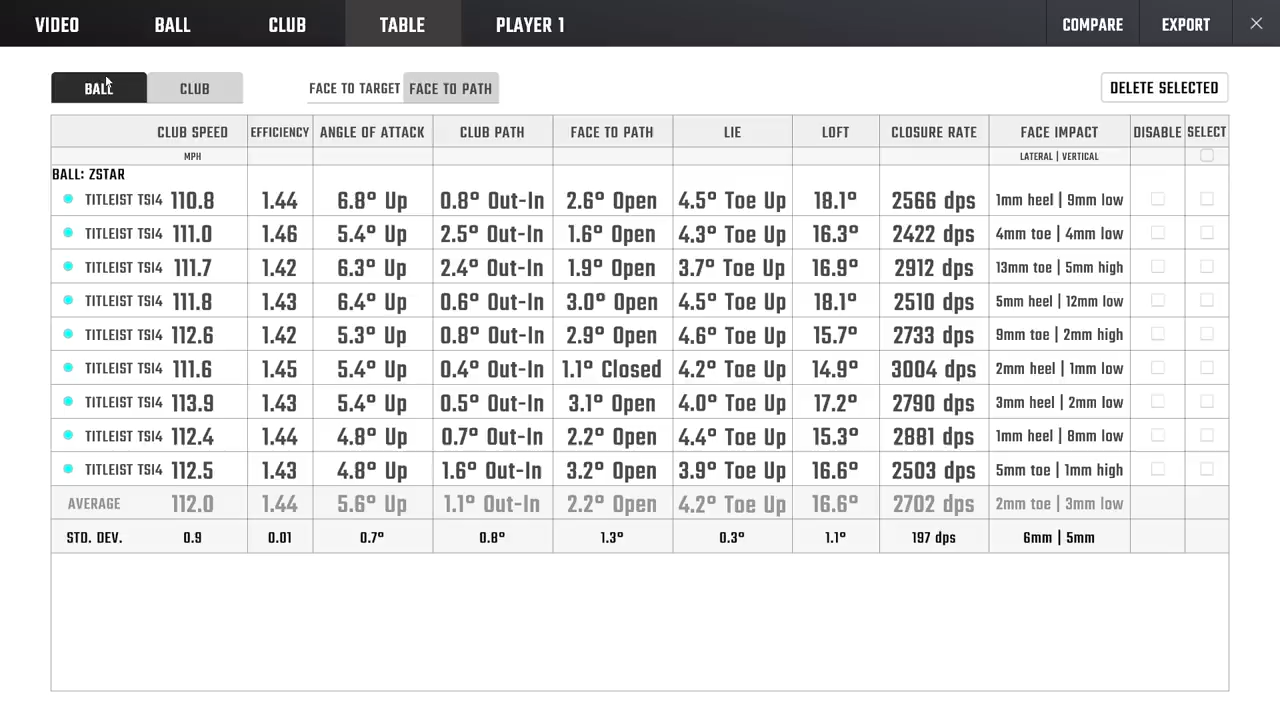 VIDEO BALL CLUB TABLE PLAYER 1 COMPARE EXPORT
BALL CLUB FACE TO TARGET FACE TO PATH DELETE SELECTED
CLUB SPEED EFFICIENCY ANGLE OF ATTACK CLUB PATH FACE TO PATH LIE LOFT CLOSURE RATE FACE IMPACT DISABLE SELECT
MPH LATERAL | VERTICAL
BALL: ZSTAR
TITLEIST TSI4 110.8 1.44 6.8° Up 0.8° Out-In 2.6° Open 4.5° Toe Up 18.1° 2566 dps 1mm heel | 9mm low
TITLEIST TSI4 111.0 1.46 5.4° Up 2.5° Out-In 1.6° Open 4.3° Toe Up 16.3° 2422 dps 4mm toe | 4mm low
TITLEIST TSI4 111.7 1.42 6.3° Up 2.4° Out-In 1.9° Open 3.7° Toe Up 16.9° 2912 dps 13mm toe | 5mm high
TITLEIST TSI4 111.8 1.43 6.4° Up 0.6° Out-In 3.0° Open 4.5° Toe Up 18.1° 2510 dps 5mm heel | 12mm low
TITLEIST TSI4 112.6 1.42 5.3° Up 0.8° Out-In 2.9° Open 4.6° Toe Up 15.7° 2733 dps 9mm toe | 2mm high
TITLEIST TSI4 111.6 1.45 5.4° Up 0.4° Out-In 1.1° Closed 4.2° Toe Up 14.9° 3004 dps 2mm heel | 1mm low
TITLEIST TSI4 113.9 1.43 5.4° Up 0.5° Out-In 3.1° Open 4.0° Toe Up 17.2° 2790 dps 3mm heel | 2mm low
TITLEIST TSI4 112.4 1.44 4.8° Up 0.7° Out-In 2.2° Open 4.4° Toe Up 15.3° 2881 dps 1mm heel | 8mm low
TITLEIST TSI4 112.5 1.43 4.8° Up 1.6° Out-In 3.2° Open 3.9° Toe Up 16.6° 2503 dps 5mm toe | 1mm high
AVERAGE 112.0 1.44 5.6° Up 1.1° Out-In 2.2° Open 4.2° Toe Up 16.6° 2702 dps 2mm toe | 3mm low
STD. DEV. 0.9 0.01 0.7° 0.8° 1.3° 0.3° 1.1° 197 dps 6mm | 5mm